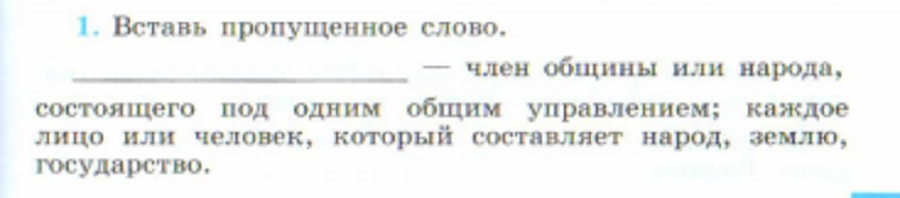 1. Вставь пропущенное слово.
— член общины или народа,
состоящего под одним общим управлением; каждое
лицо или человек, который составляет народ, землю,
государство.